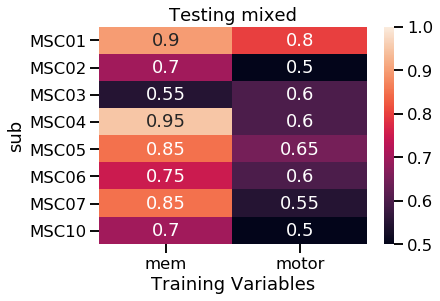 Testing mixed
MSC01 0.9 0.8
MSC02 0.7 0.5
MSC03 0.55 0.6
MSC04 0.95 0.6
MSC05 0.85 0.65
MSC06 0.75 0.6
MSC07 0.85 0.55
MSC10 0.7 0.5
sub
mem motor
Training Variables
1.0
0.9
0.8
0.7
0.6
0.5